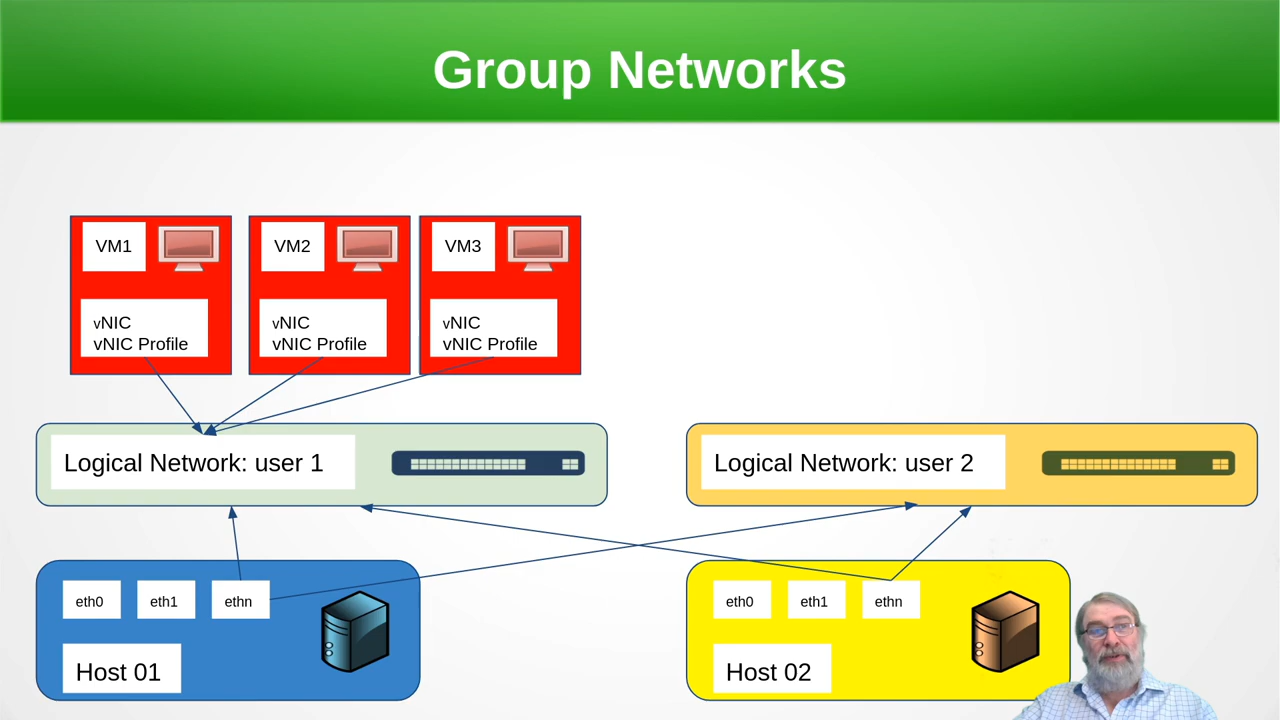 Group Networks
VM1
VM2
VM3
vNIC
vNIC Profile
vNIC
vNIC Profile
vNIC
vNIC Profile
Logical Network: user 1
Logical Network: user 2
eth0
eth1
ethn
Host 01
eth0
eth1
ethn
Host 02